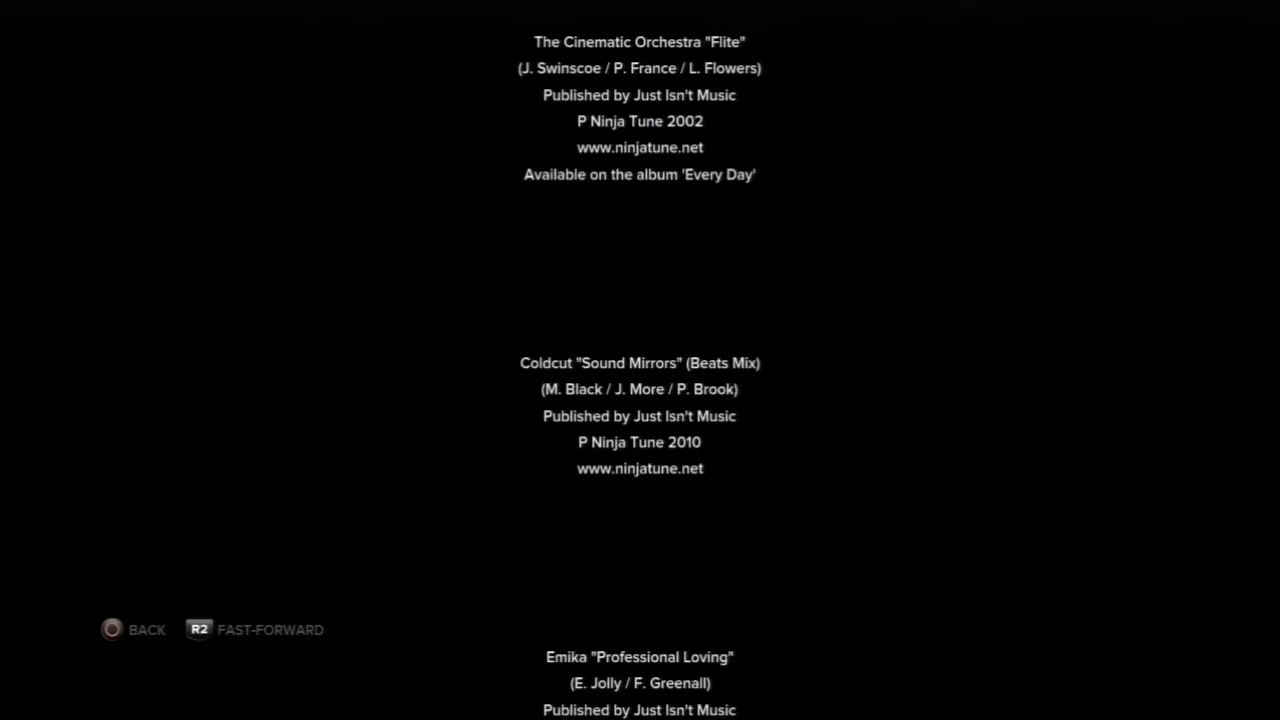 The Cinematic Orchestra "Flite"
(J. Swinscoe / P. France / L. Flowers)
Published by Just Isn't Music
P Ninja Tune 2002
www.ninjatune.net
Available on the album 'Every Day'
Coldcut "Sound Mirrors" (Beats Mix)
(M. Black / J. More / P. Brook)
Published by Just Isn't Music
P Ninja Tune 2010
www.ninjatune.net
BACK R2 FAST-FORWARD
Emika "Professional Loving"
(E. Jolly / F. Greenall)
Published by Just Isn't Music